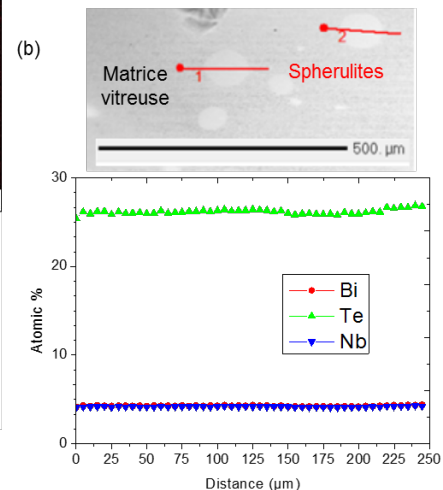 (b)
2
1
Matrice
vitreuse
Spherulites
500. µm
30
20
10
0
Atomic %
Bi
Te
Nb
0 25 50 75 100 125 150 175 200 225 250
Distance (µm)